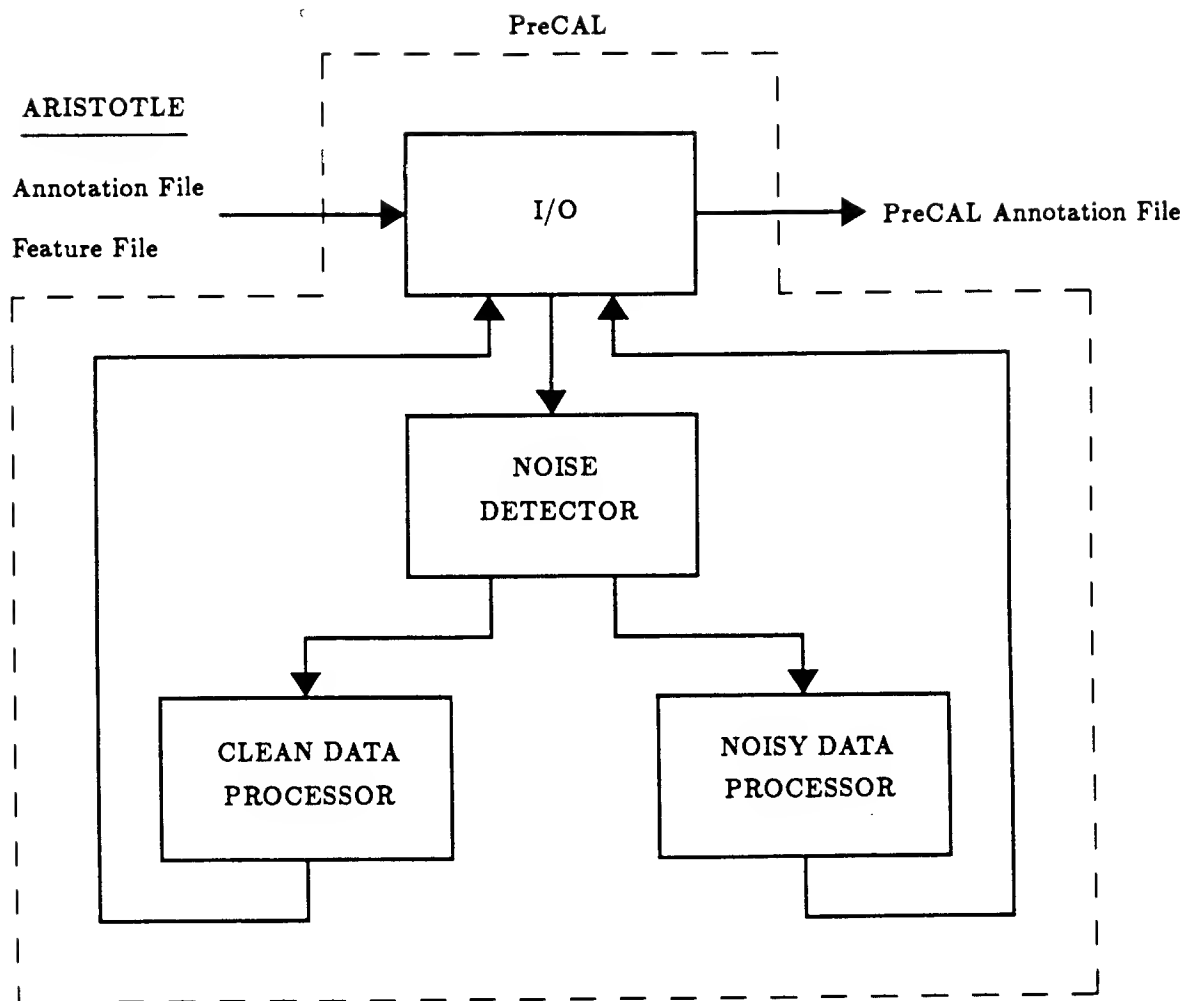 PreCAL
ARISTOTLE
Annotation File
Feature File
I/O
PreCAL Annotation File
NOISE
DETECTOR
CLEAN DATA
PROCESSOR
NOISY DATA
PROCESSOR